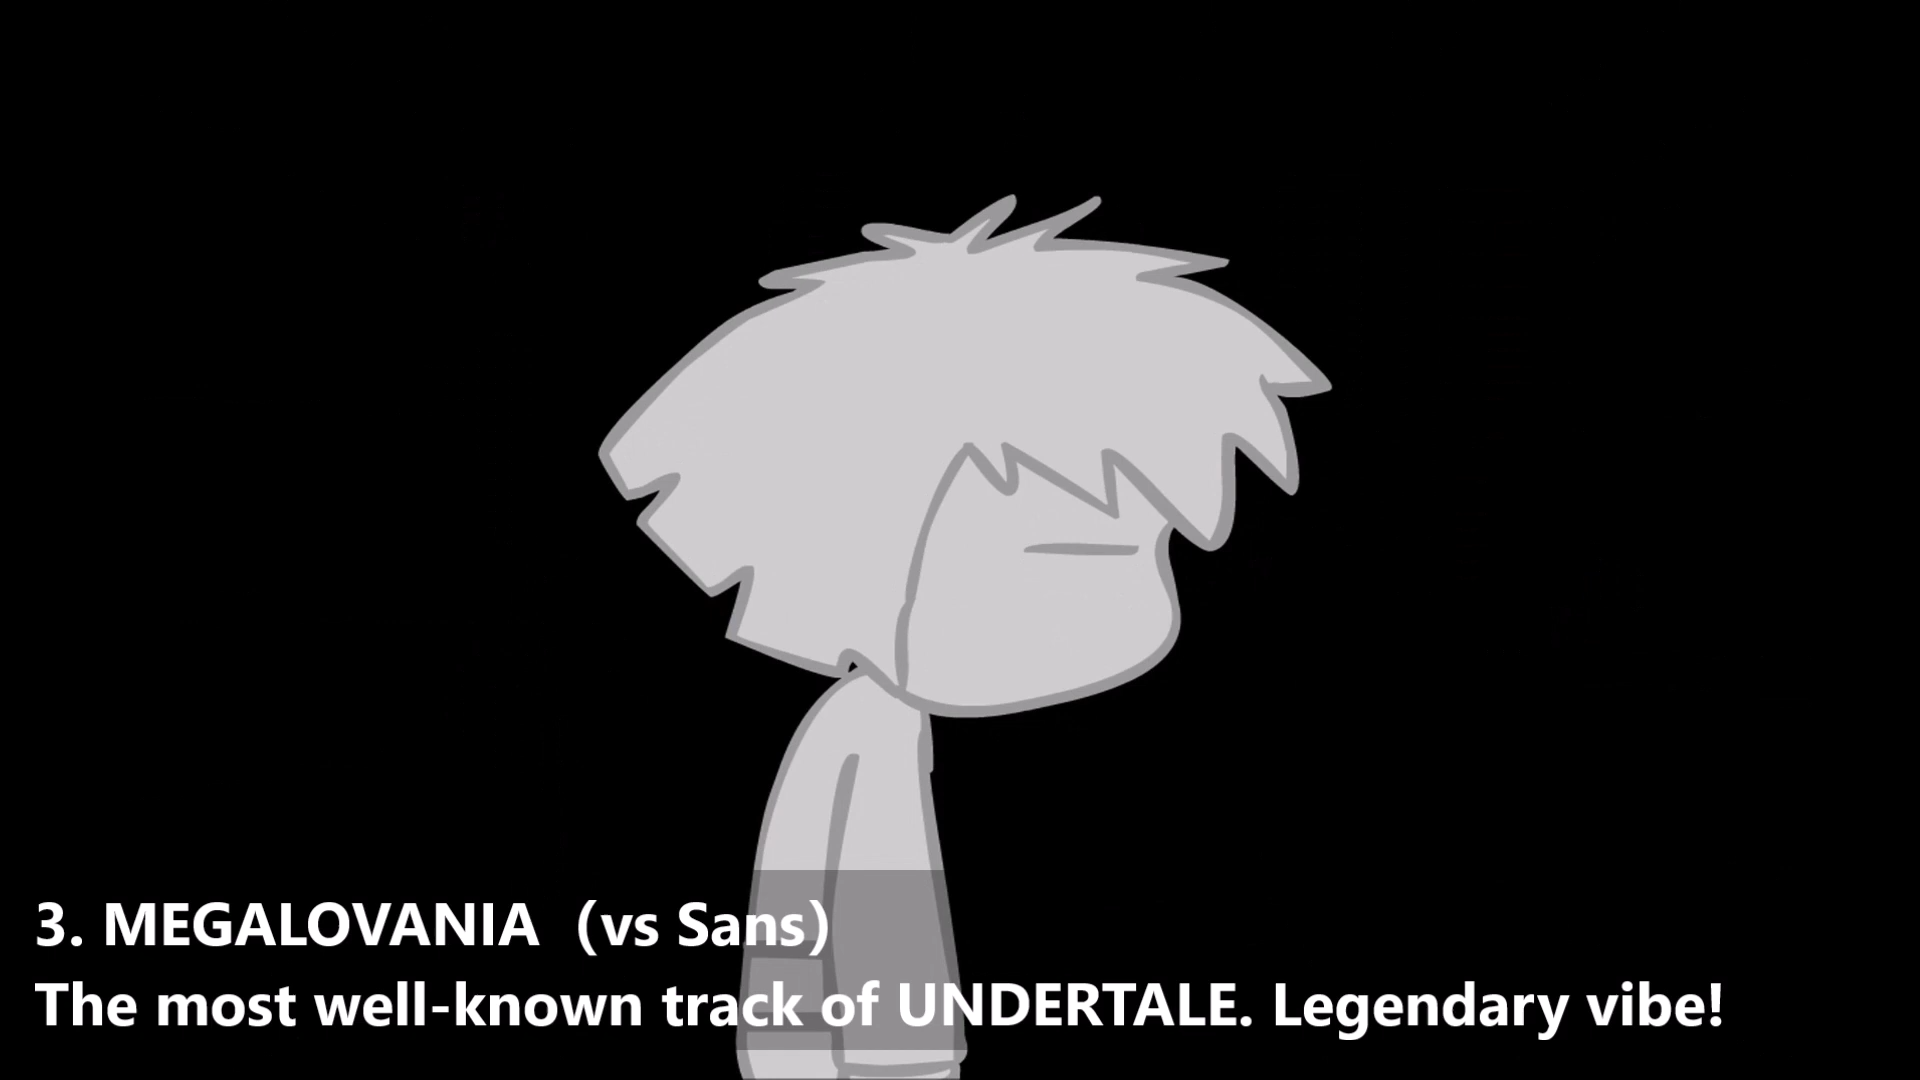 3. MEGALOVANIA（vs Sans)
The most well-known track of UNDERTALE. Legendary vibe!